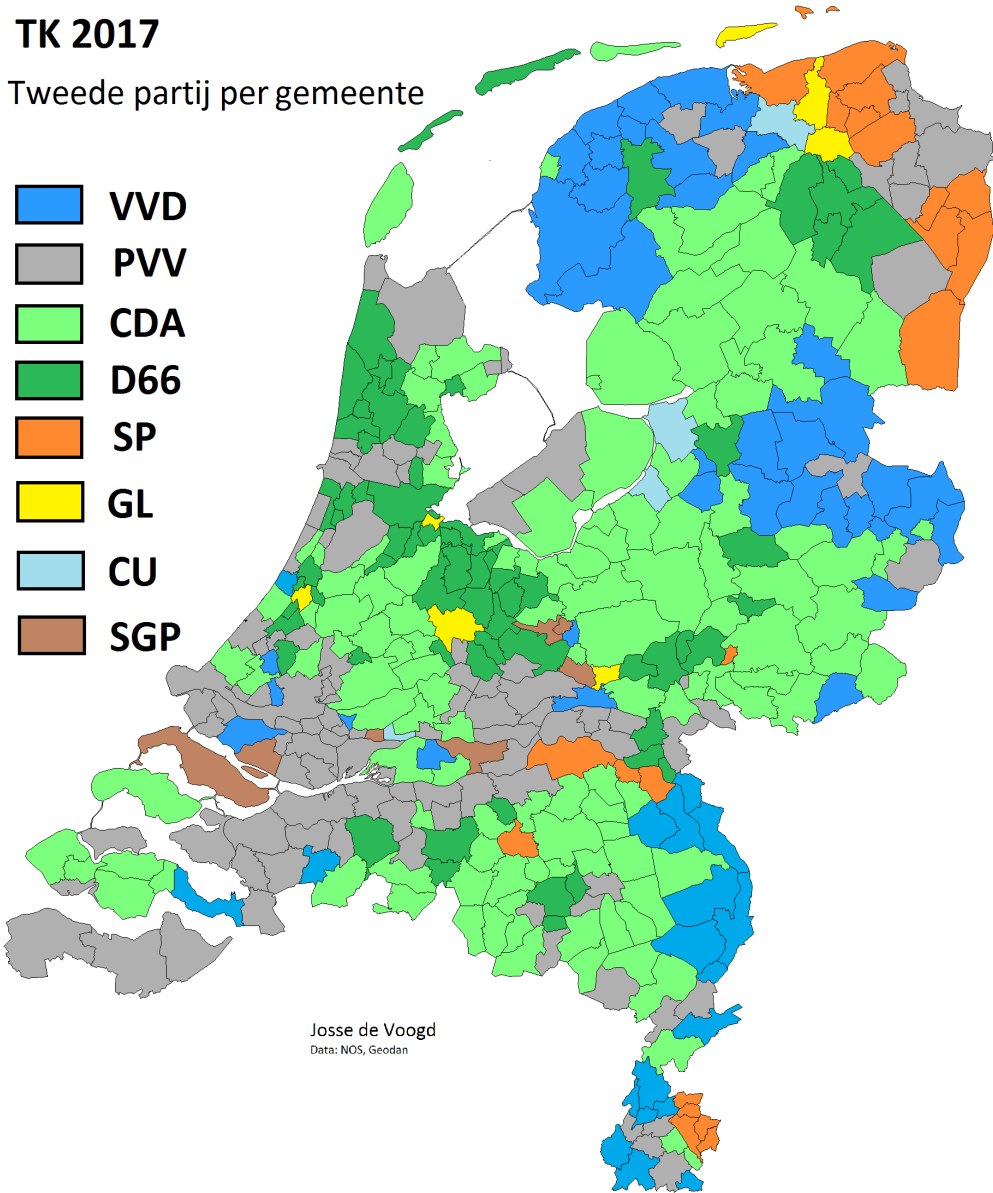 TK 2017
Tweede partij per gemeente
VVD
PVV
CDA
D66
SP
GL
CU
SGP
Josse de Voogd
Data: NOS, Geodan